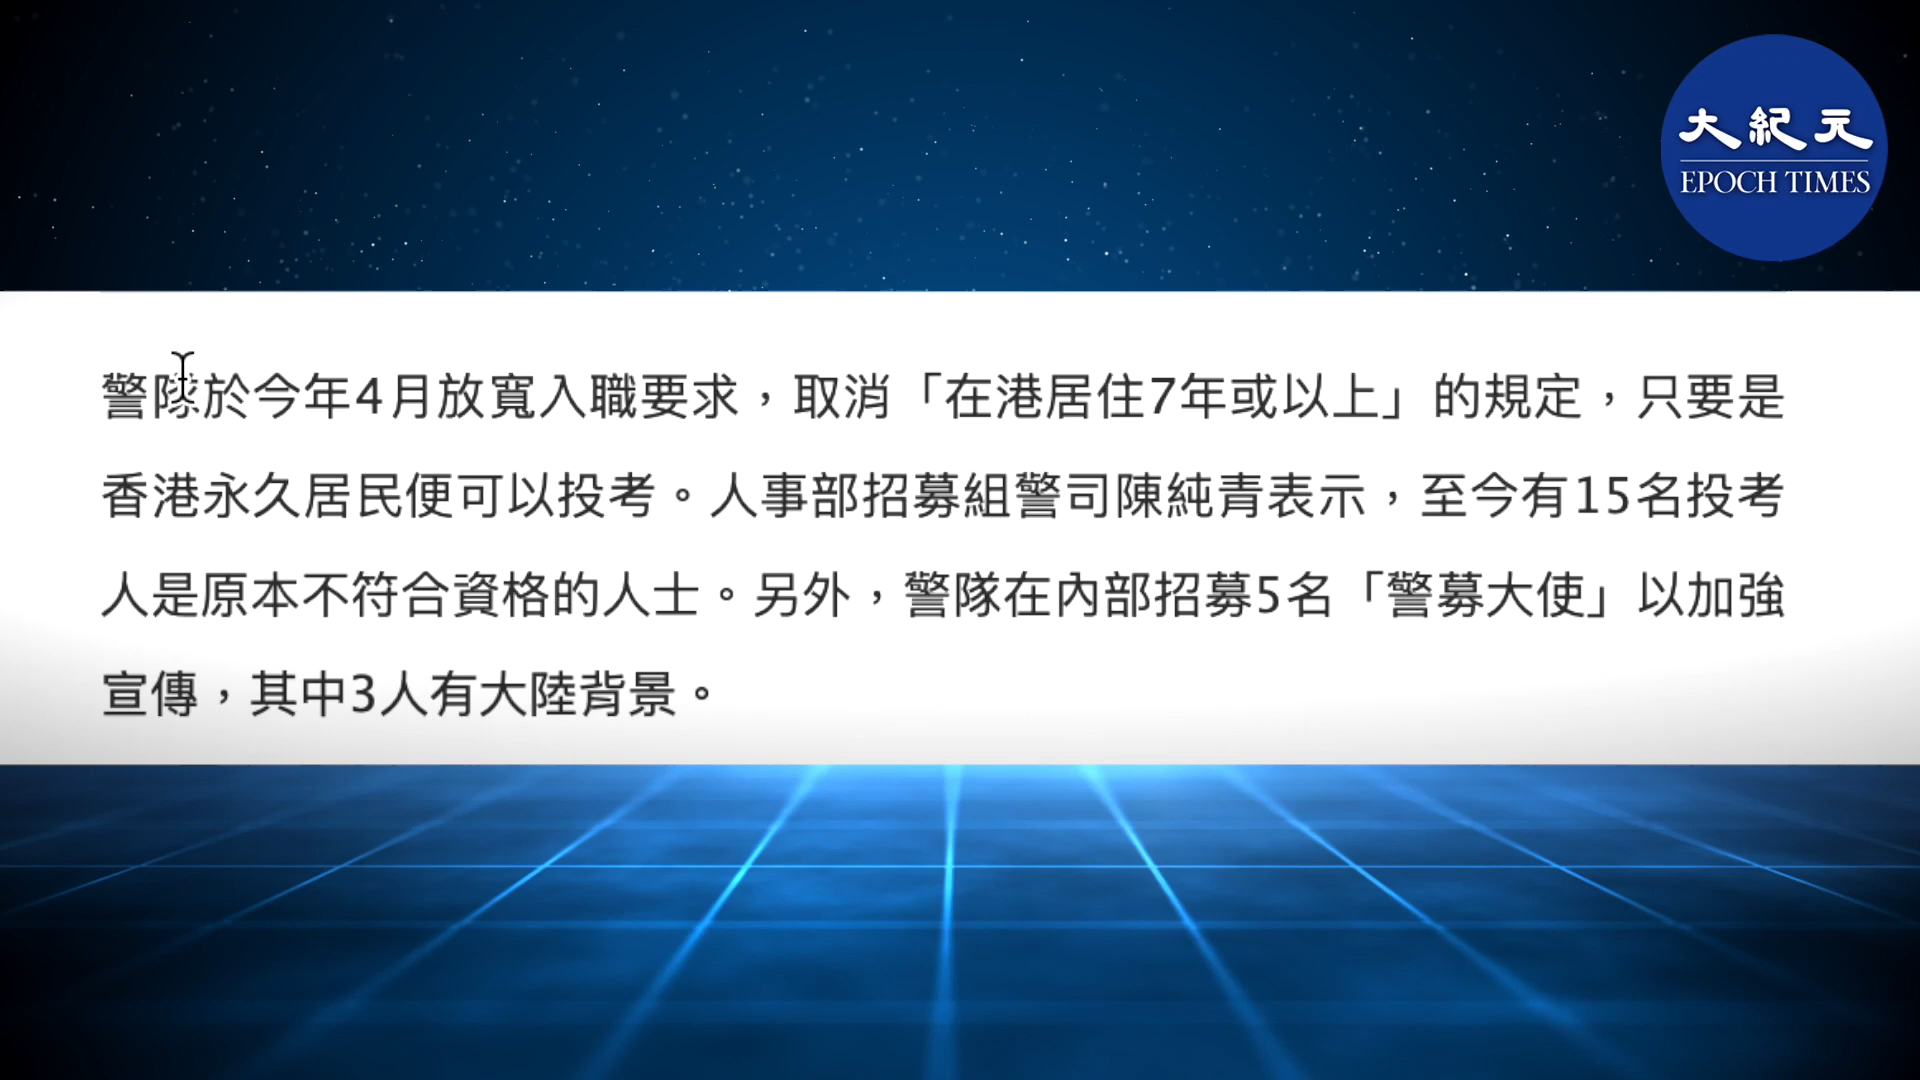 大紀元
EPOCH TIMES
警隊於今年4月放寬入職要求，取消「在港居住7年或以上」的規定，只要是
香港永久居民便可以投考。人事部招募組警司陳純青表示，至今有15名投考
人是原本不符合資格的人士。另外，警隊在內部招募5名「警募大使」以加強
宣傳，其中3人有大陸背景。